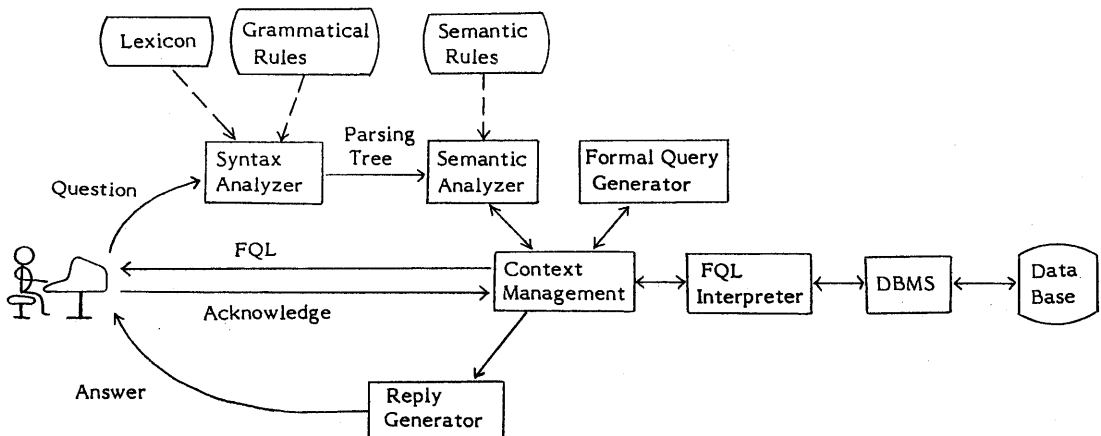 Lexicon
Grammatical
Rules
Semantic
Rules
Parsing
Tree
Syntax
Analyzer
Semantic
Analyzer
Formal Query
Generator
Question
FQL
Context
Management
FQL
Interpreter
DBMS
Data
Base
Acknowledge
Answer
Reply
Generator